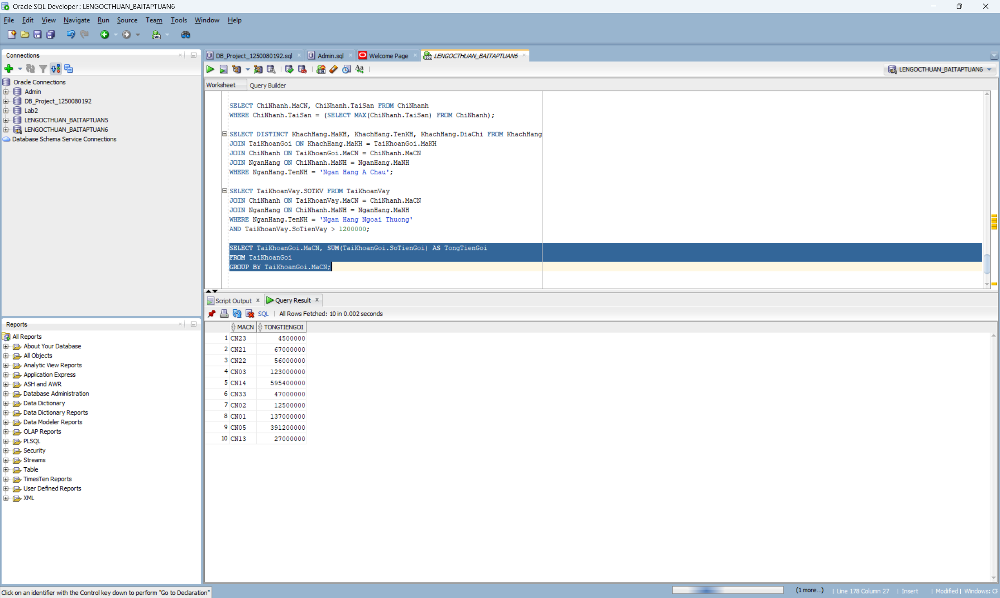 Oracle SQL Developer : LENGOCTHUAN_BAITAPTUAN6
File Edit View Navigate Run Source Team Tools Window Help
Connections
Oracle Connections
Admin
DB_Project_1250080192
Lab2
LENGOCTHUAN_BAITAPTUAN5
LENGOCTHUAN_BAITAPTUAN6
Database Schema Service Connections
Reports
All Reports
About Your Database
All Objects
Analytic View Reports
Application Express
ASH and AWR
Database Administration
Data Dictionary
Data Dictionary Reports
Data Modeler Reports
OLAP Reports
PLSQL
Security
Streams
Table
TimesTen Reports
User Defined Reports
XML
DB_Project_1250080192.sql Admin.sql Welcome Page LENGOCTHUAN_BAITAPTUAN6
LENGOCTHUAN_BAITAPTUAN6
Worksheet Query Builder
SELECT ChiNhanh.MaCN, ChiNhanh.TaiSan FROM ChiNhanh
WHERE ChiNhanh.TaiSan = (SELECT MAX(ChiNhanh.TaiSan) FROM ChiNhanh);
SELECT DISTINCT KhachHang.MaKH, KhachHang.TenKH, KhachHang.DiaChi FROM KhachHang
JOIN TaiKhoanGoi ON KhachHang.MaKH = TaiKhoanGoi.MaKH
JOIN ChiNhanh ON TaiKhoanGoi.MaCN = ChiNhanh.MaCN
JOIN NganHang ON ChiNhanh.MaNH = NganHang.MaNH
WHERE NganHang.TenNH = 'Ngan Hang A Chau';
SELECT TaiKhoanVay.SOTKV FROM TaiKhoanVay
JOIN ChiNhanh ON TaiKhoanVay.MaCN = ChiNhanh.MaCN
JOIN NganHang ON ChiNhanh.MaNH = NganHang.MaNH
WHERE NganHang.TenNH = 'Ngan Hang Ngoai Thuong'
AND TaiKhoanVay.SoTienVay > 1200000;
SELECT TaiKhoanGoi.MaCN, SUM(TaiKhoanGoi.SoTienGoi) AS TongTienGoi
FROM TaiKhoanGoi
GROUP BY TaiKhoanGoi.MaCN;
Script Output x Query Result x
SQL | All Rows Fetched: 10 in 0.002 seconds
MACN TONGTIENGOI
1 CN23 4500000
2 CN21 67000000
3 CN22 56000000
4 CN03 123000000
5 CN14 595400000
6 CN33 47000000
7 CN02 12500000
8 CN01 137000000
9 CN05 391200000
10 CN13 27000000
Click on an identifier with the Control key down to perform "Go to Declaration"
(1 more...) | Line 178 Column 27 | Insert | Modified | Windows: CF